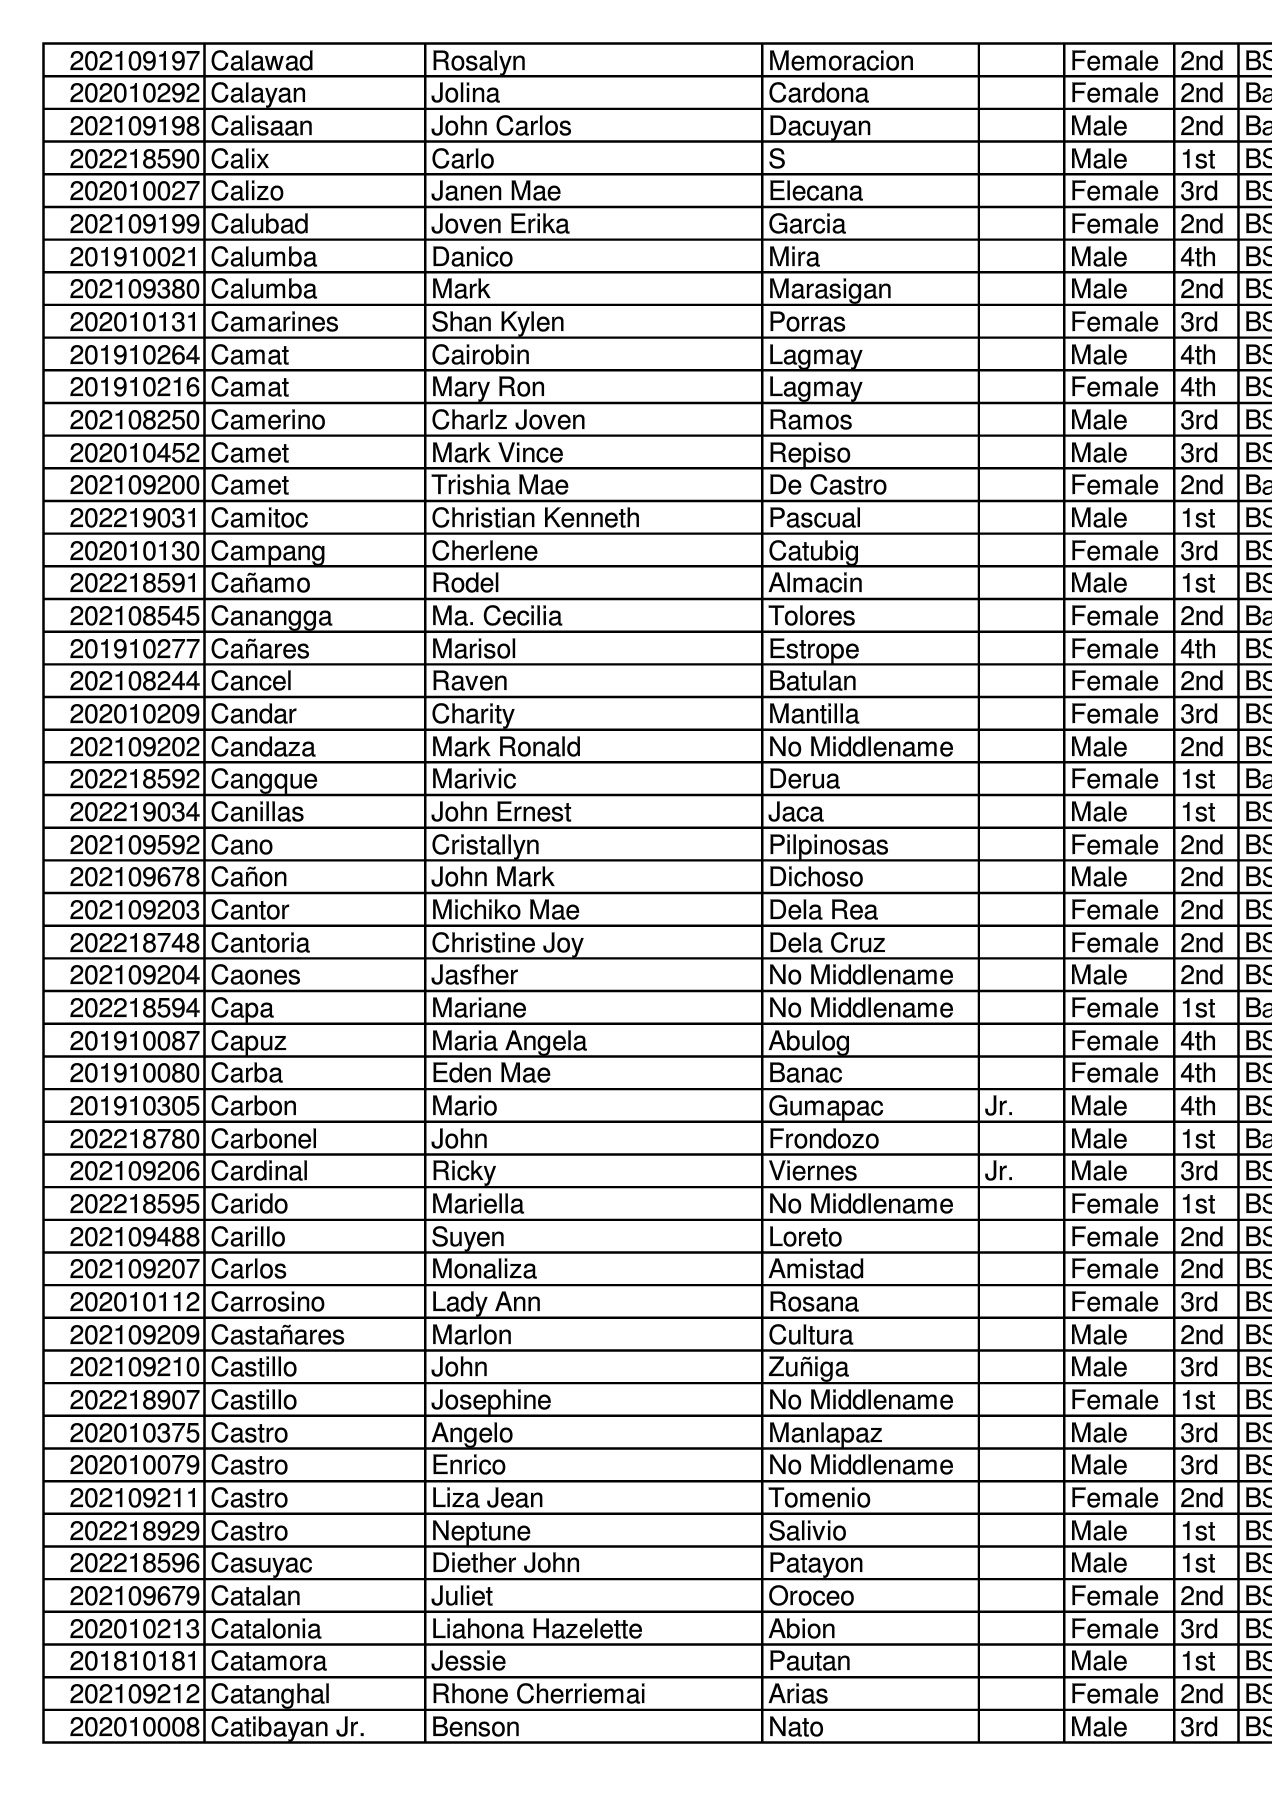 202109197 Calawad Rosalyn Memoracion Female 2nd BS
202010292 Calayan Jolina Cardona Female 2nd Ba
202109198 Calisaan John Carlos Dacuyan Male 2nd Ba
202218590 Calix Carlo S Male 1st BS
202010027 Calizo Janen Mae Elecana Female 3rd BS
202109199 Calubad Joven Erika Garcia Female 2nd BS
201910021 Calumba Danico Mira Male 4th BS
202109380 Calumba Mark Marasigan Male 2nd BS
202010131 Camarines Shan Kylen Porras Female 3rd BS
201910264 Camat Cairobin Lagmay Male 4th BS
201910216 Camat Mary Ron Lagmay Female 4th BS
202108250 Camerino Charlz Joven Ramos Male 3rd BS
202010452 Camet Mark Vince Repiso Male 3rd BS
202109200 Camet Trishia Mae De Castro Female 2nd Ba
202219031 Camitoc Christian Kenneth Pascual Male 1st BS
202010130 Campang Cherlene Catubig Female 3rd BS
202218591 Cañamo Rodel Almacin Male 1st BS
202108545 Canangga Ma. Cecilia Tolores Female 2nd Ba
201910277 Cañares Marisol Estrope Female 4th BS
202108244 Cancel Raven Batulan Female 2nd BS
202010209 Candar Charity Mantilla Female 3rd BS
202109202 Candaza Mark Ronald No Middlename Male 2nd BS
202218592 Cangque Marivic Derua Female 1st Ba
202219034 Canillas John Ernest Jaca Male 1st BS
202109592 Cano Cristallyn Pilpinosas Female 2nd BS
202109678 Cañon John Mark Dichoso Male 2nd BS
202109203 Cantor Michiko Mae Dela Rea Female 2nd BS
202218748 Cantoria Christine Joy Dela Cruz Female 2nd BS
202109204 Caones Jasfher No Middlename Male 2nd BS
202218594 Capa Mariane No Middlename Female 1st Ba
201910087 Capuz Maria Angela Abulog Female 4th BS
201910080 Carba Eden Mae Banac Female 4th BS
201910305 Carbon Mario Gumapac Jr. Male 4th BS
202218780 Carbonel John Frondozo Male 1st Ba
202109206 Cardinal Ricky Viernes Jr. Male 3rd BS
202218595 Carido Mariella No Middlename Female 1st BS
202109488 Carillo Suyen Loreto Female 2nd BS
202109207 Carlos Monaliza Amistad Female 2nd BS
202010112 Carrosino Lady Ann Rosana Female 3rd BS
202109209 Castañares Marlon Cultura Male 2nd BS
202109210 Castillo John Zuñiga Male 3rd BS
202218907 Castillo Josephine No Middlename Female 1st BS
202010375 Castro Angelo Manlapaz Male 3rd BS
202010079 Castro Enrico No Middlename Male 3rd BS
202109211 Castro Liza Jean Tomenio Female 2nd BS
202218929 Castro Neptune Salivio Male 1st BS
202218596 Casuyac Diether John Patayon Male 1st BS
202109679 Catalan Juliet Oroceo Female 2nd BS
202010213 Catalonia Liahona Hazelette Abion Female 3rd BS
201810181 Catamora Jessie Pautan Male 1st BS
202109212 Catanghal Rhone Cherriemai Arias Female 2nd BS
202010008 Catibayan Jr. Benson Nato Male 3rd BS